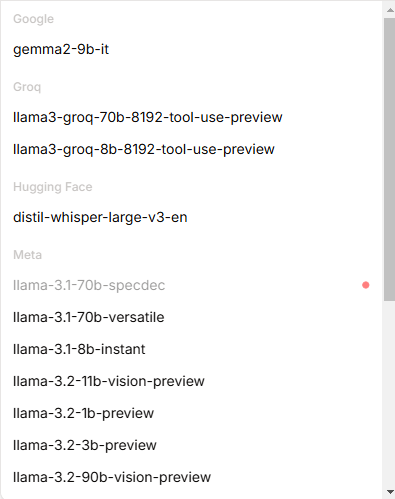 Google
gemma2-9b-it
Groq
llama3-groq-70b-8192-tool-use-preview
llama3-groq-8b-8192-tool-use-preview
Hugging Face
distil-whisper-large-v3-en
Meta
llama-3.1-70b-specdec
llama-3.1-70b-versatile
llama-3.1-8b-instant
llama-3.2-11b-vision-preview
llama-3.2-1b-preview
llama-3.2-3b-preview
llama-3.2-90b-vision-preview